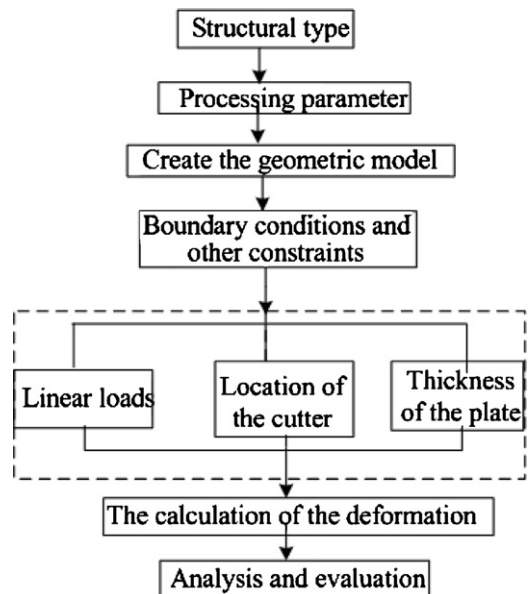 Structural type
Processing parameter
Create the geometric model
Boundary conditions and
other constraints
Linear loads
Location of
the cutter
Thickness
of the plate
The calculation of the deformation
Analysis and evaluation